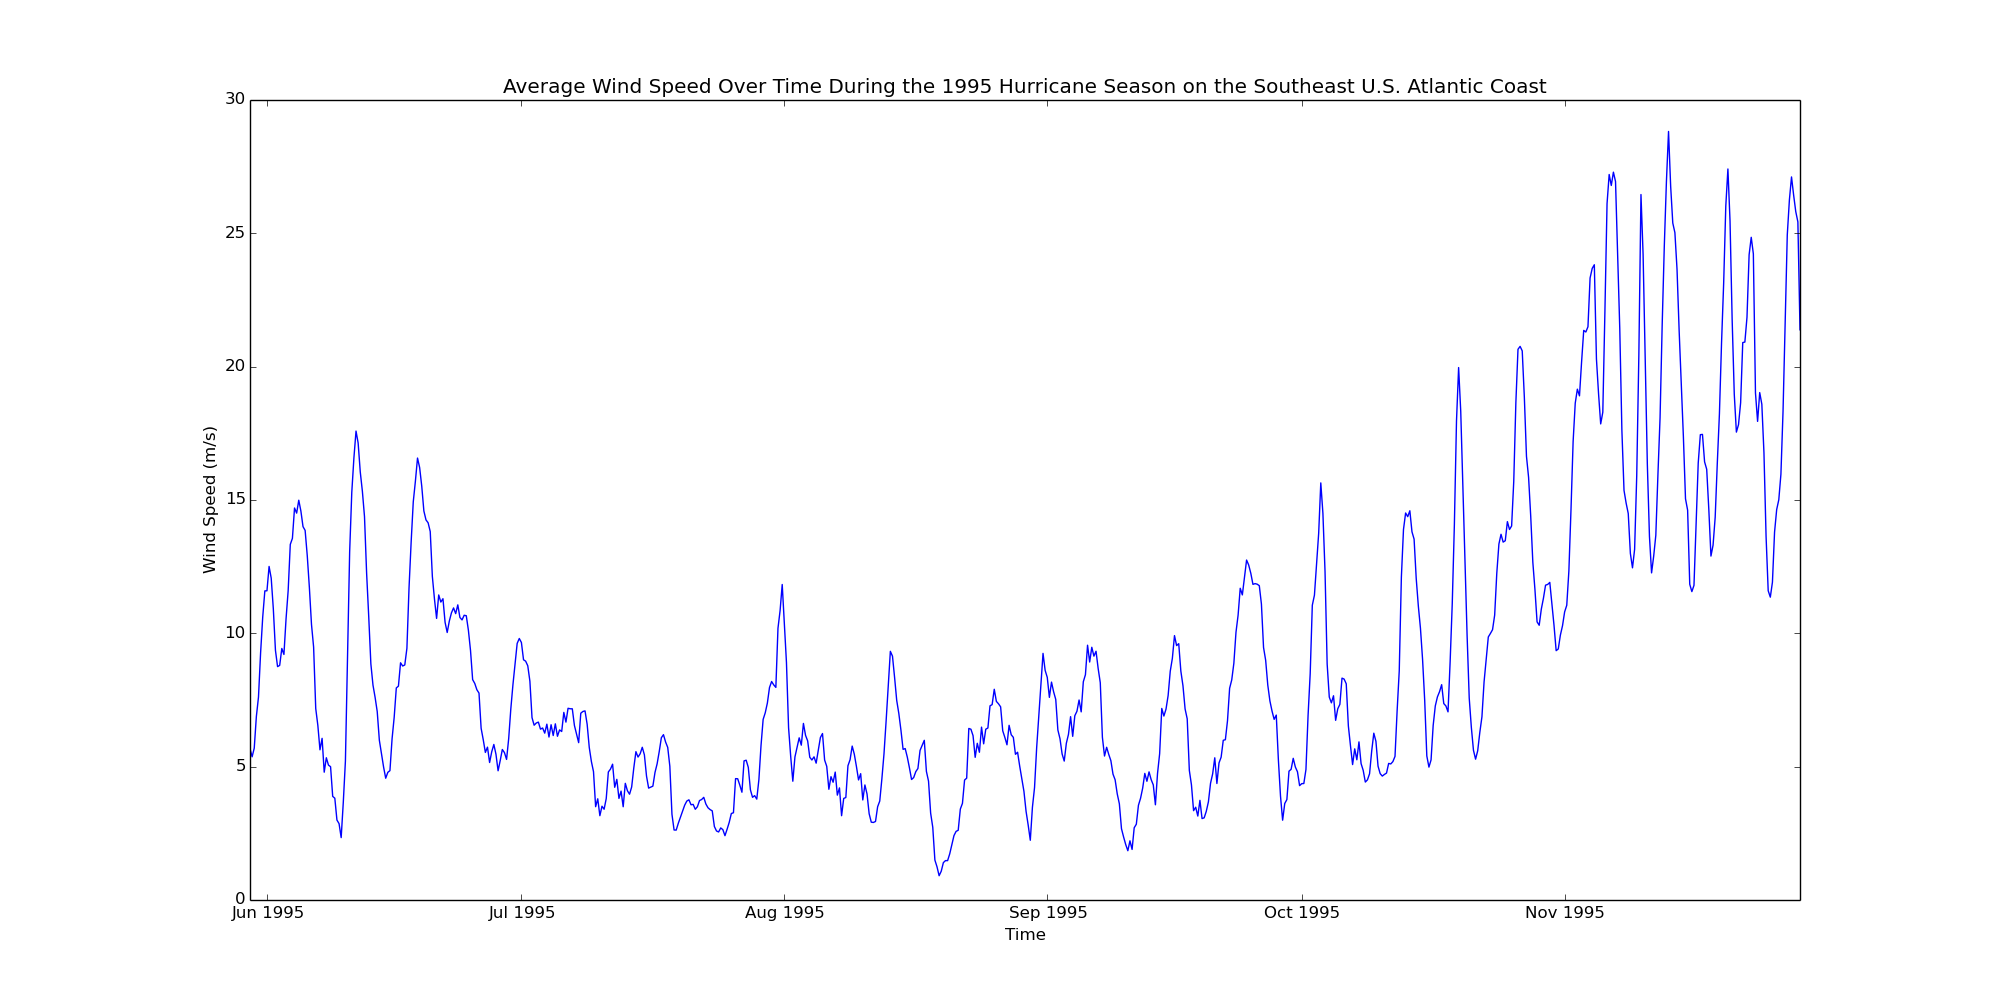 Average Wind Speed Over Time During the 1995 Hurricane Season on the Southeast U.S. Atlantic Coast
30
25
20
15
10
5
0
Wind Speed (m/s)
Jun 1995 Jul 1995 Aug 1995 Sep 1995 Oct 1995 Nov 1995
Time